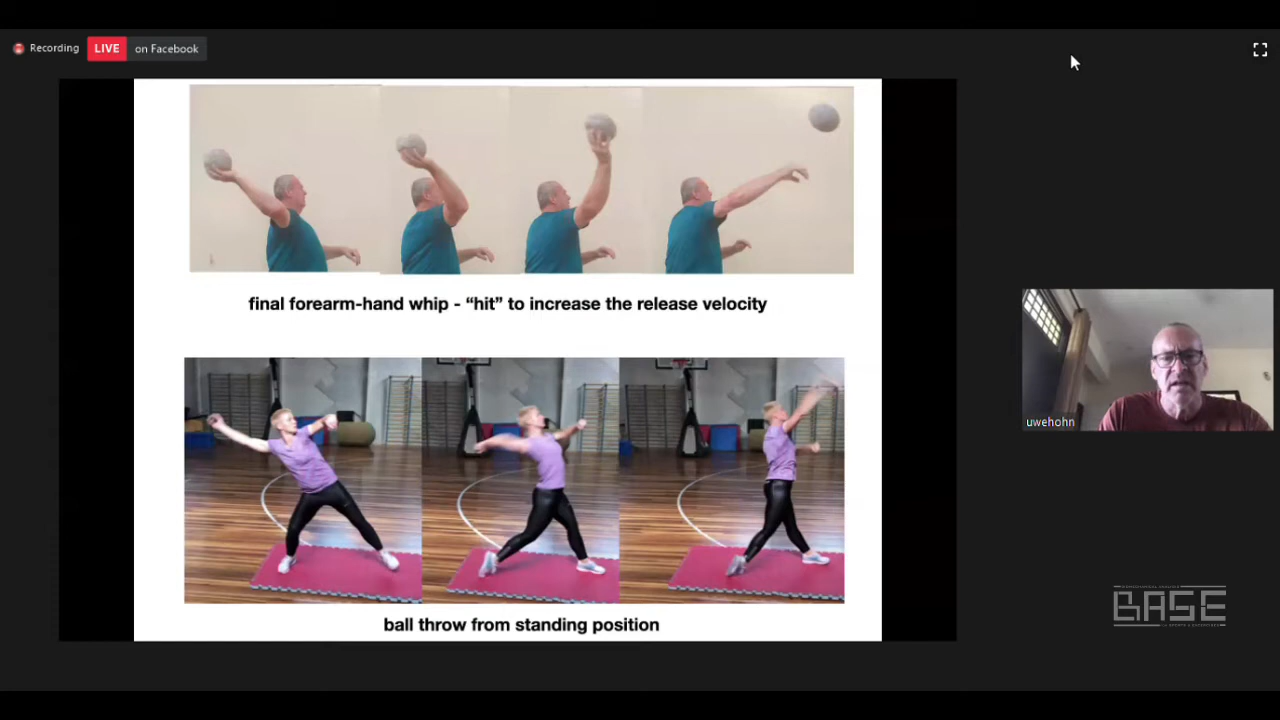 Recording
LIVE
on Facebook
final forearm-hand whip - “hit” to increase the release velocity
ball throw from standing position
uwehohn
BASE